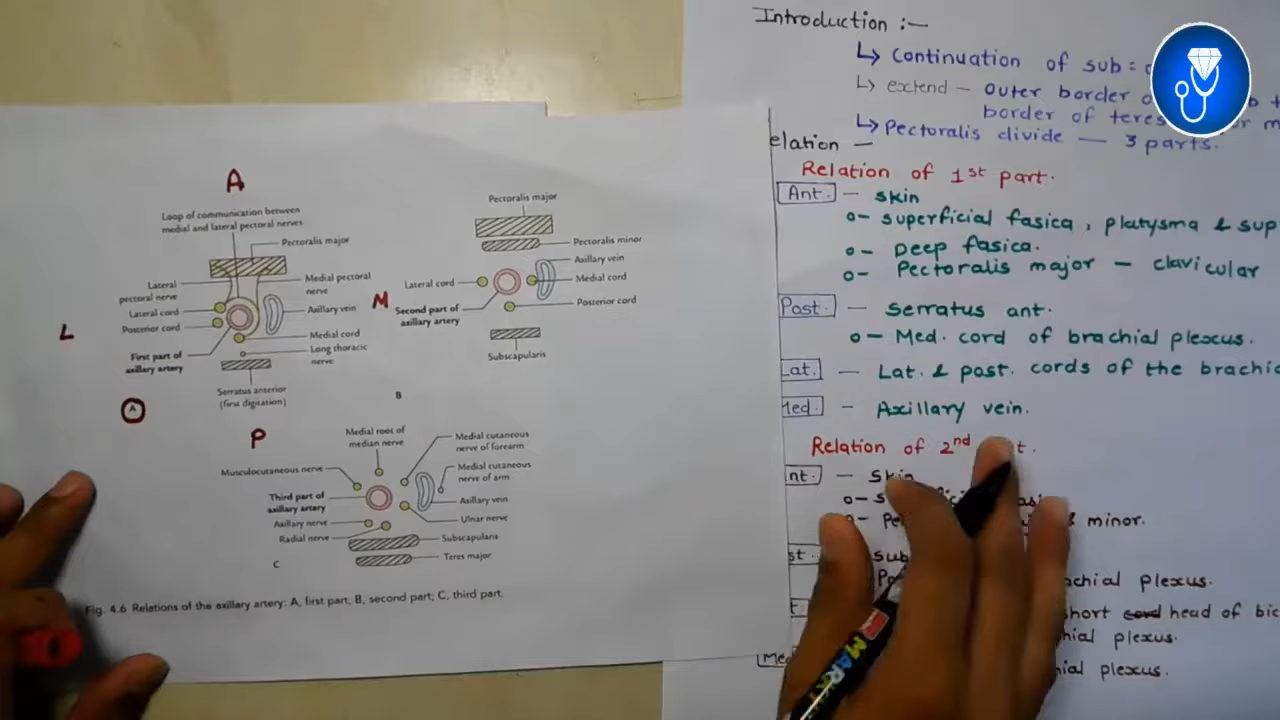 A
Loop of communication between
medial and lateral pectoral nerves
Pectoralis major
Lateral
pectoral nerve
Medial pectoral
nerve
Lateral cord
Axillary vein
Posterior cord
Medial cord
First part of
axillary artery
Long thoracic
nerve
Serratus anterior
(first digitation)
L
M
A
P
Pectoralis major
Pectoralis minor
Axillary vein
Lateral cord
Medial cord
Second part of
axillary artery
Posterior cord
Subscapularis
B
Medial root of
median nerve
Medial cutaneous
nerve of forearm
Musculocutaneous nerve
Medial cutaneous
nerve of arm
Third part of
axillary artery
Axillary vein
Axillary nerve
Ulnar nerve
Radial nerve
Subscapularis
Teres major
C
Fig. 4.6 Relations of the axillary artery: A, first part; B, second part; C, third part.
Introduction :-
↳ Continuation of sub:
↳ extend - outer border
border of teres
↳ Pectoralis divide — 3 parts.
elation -
Relation of 1st part.
Ant. - Skin
o- superficial fasica, platysma & sup
o- Deep fasica.
o- Pectoralis major - clavicular
Post. - Serratus ant.
o- Med. cord of brachial plexus.
Lat. - Lat. & post. cords of the
Med. - Axillary vein.
Relation of 2nd
nt. - Skin
minor.
st.
sub
achial plexus.
short head of
plexus.
plexus.